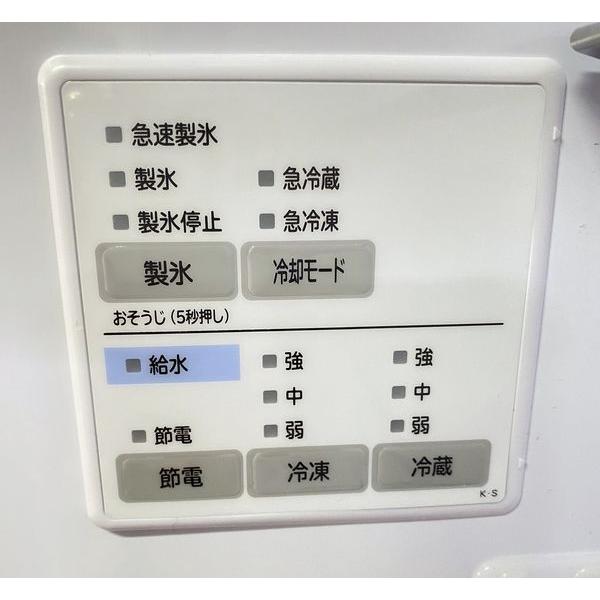 急速製氷
製氷 急冷蔵
製氷停止 急冷凍
製氷 冷却モード
おそうじ(5秒押し)
給水 強 強
中 中
節電 弱 弱
節電 冷凍 冷蔵
K-S